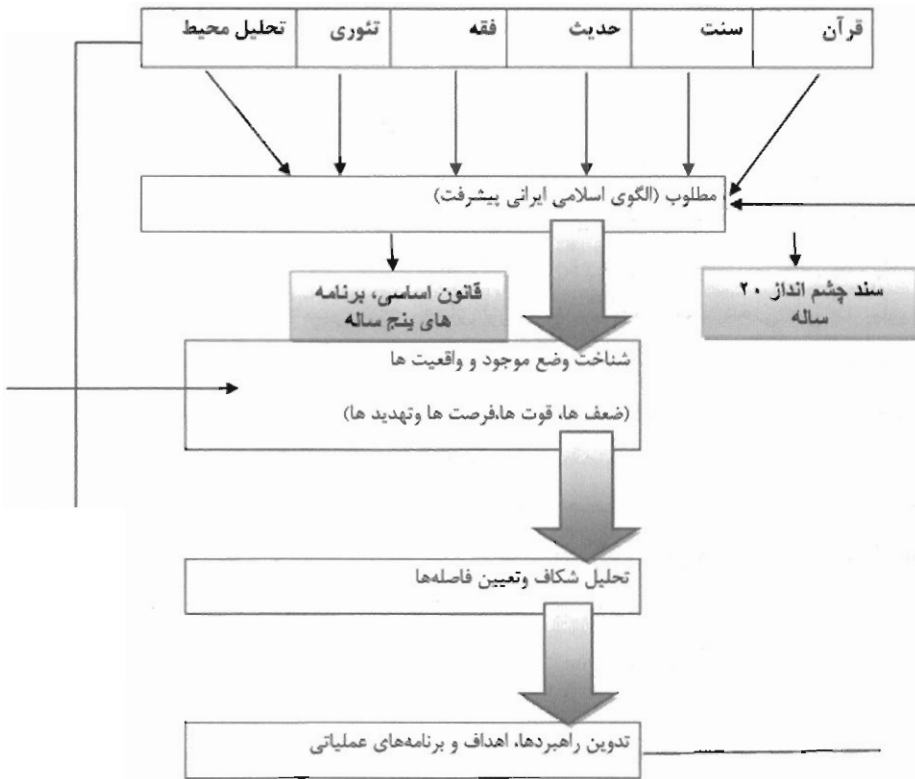 قرآن
سنت
حدیث
فقه
تئوری
تحلیل محیط
مطلوب (الگوی اسلامی ایرانی پیشرفت)
سند چشم انداز ۲۰
ساله
قانون اساسی، برنامه
های پنج ساله
شناخت وضع موجود و واقعیت ها
(ضعف ها، قوت ها،فرصت ها وتهدید ها)
تحلیل شکاف وتعیین فاصله‌ها
تدوین راهبردها، اهداف و برنامه‌های عملیاتی